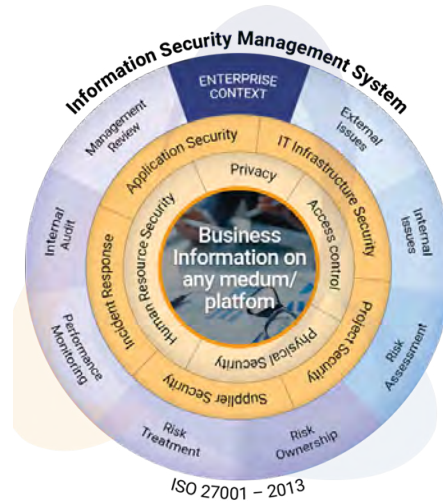 Information Security Management System
ENTERPRISE
CONTEXT
External
Issues
Internal
Issues
Risk
Assessment
Risk
Ownership
Risk
Treatment
Performance
Monitoring
Internal
Audit
Management
Review
Application Security
IT Infrastructure Security
Project Security
Supplier Security
Incident Response
Privacy
Access Control
Physical Security
Human Resource Security
Business
Information on
any medum/
platfom
ISO 27001 – 2013